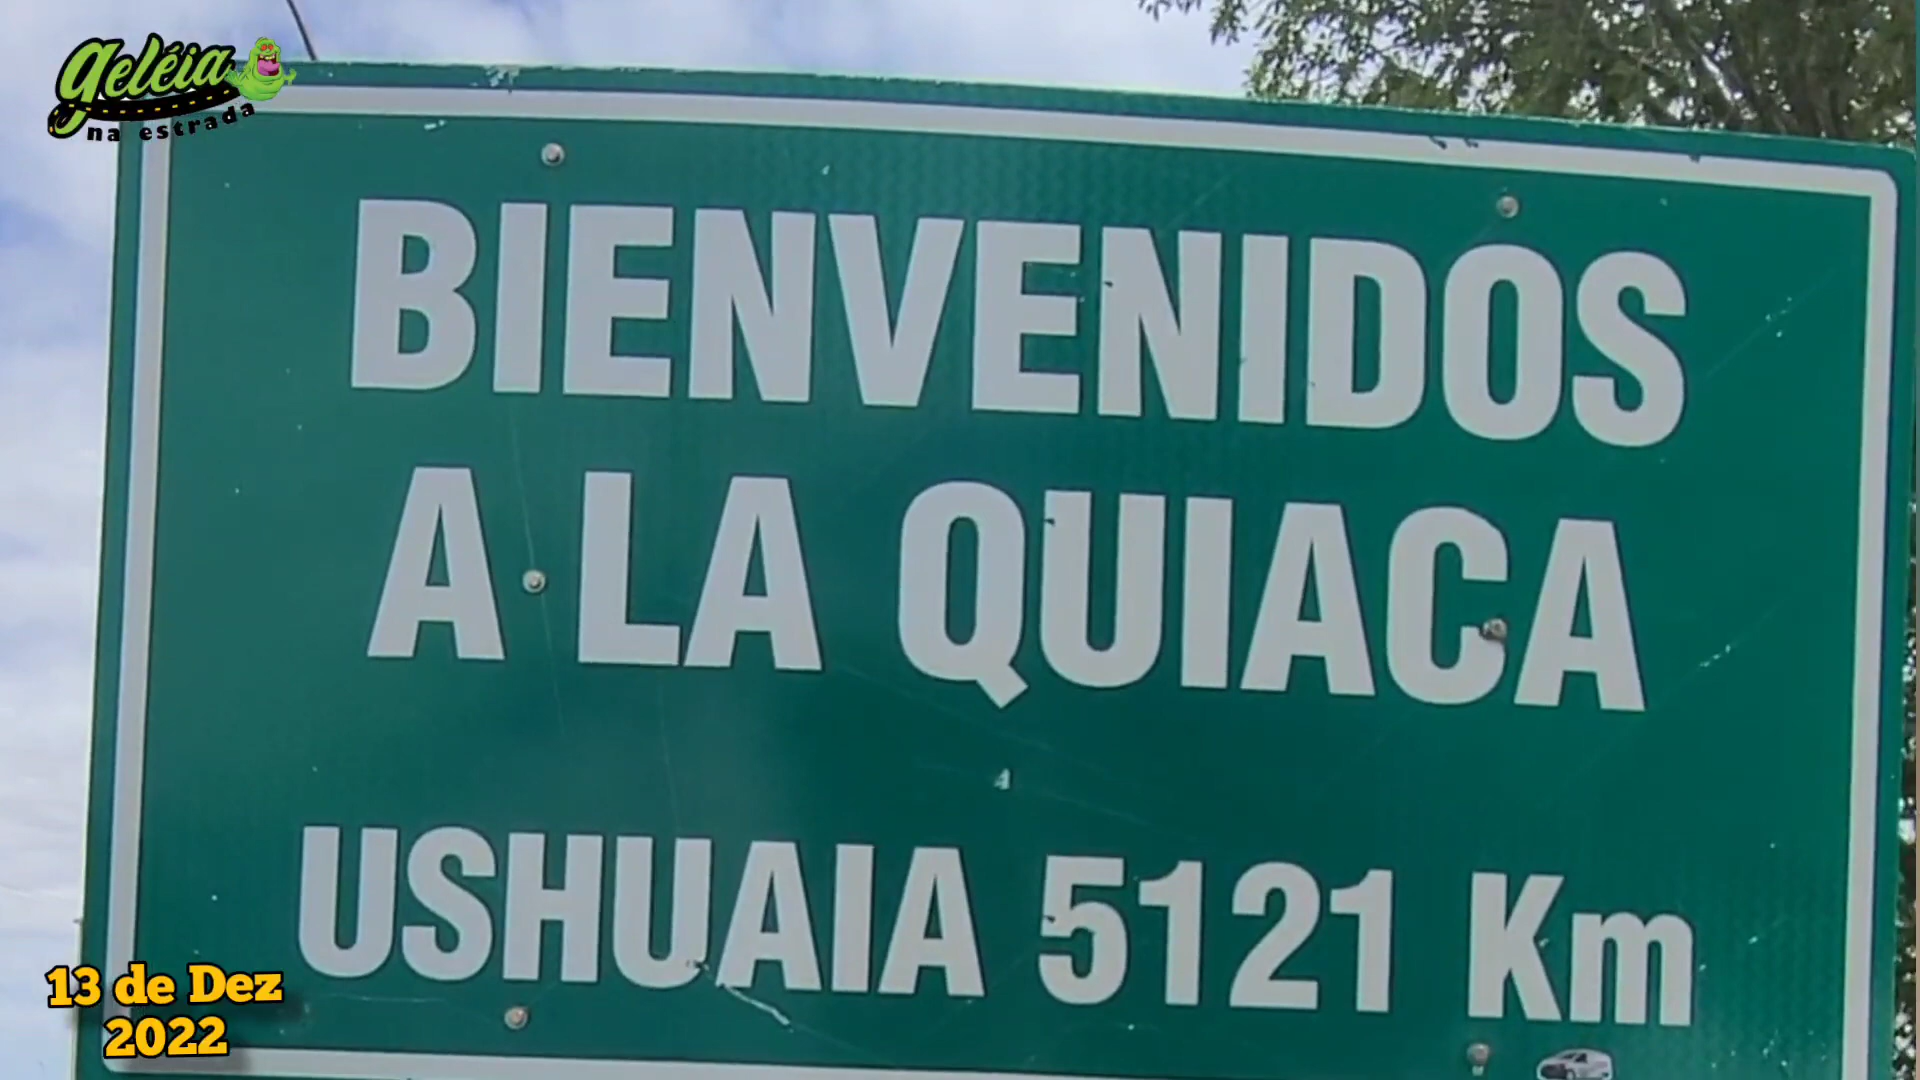 geléia
na estrada
BIENVENIDOS
A LA QUIACA
USHUAIA 5121 Km
13 de Dez
2022